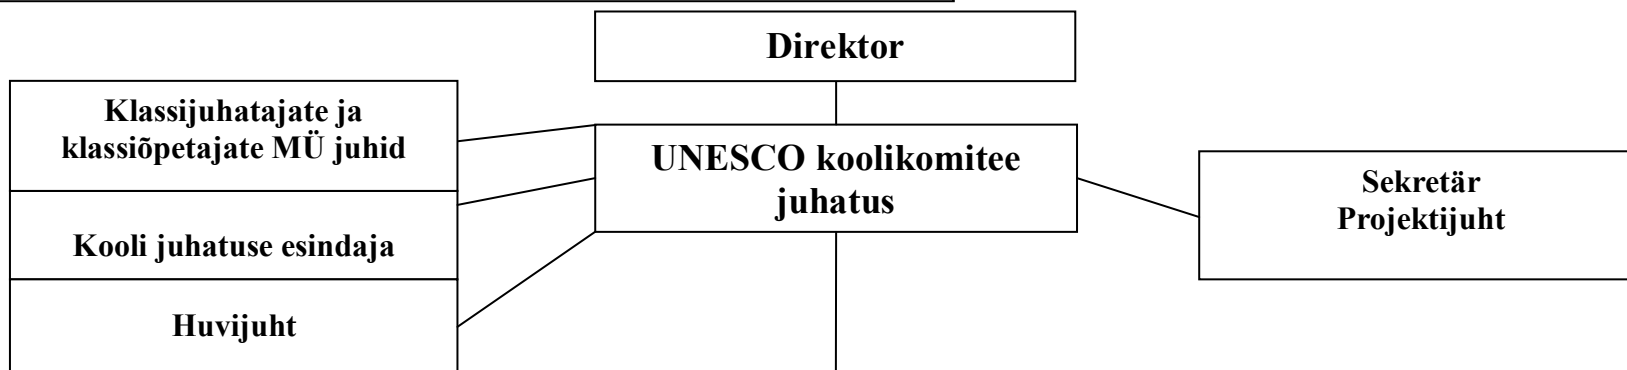 Direktor
Klassijuhatajate ja
klassiõpetajate MÜ juhid
UNESCO koolikomitee
juhatus
Sekretär
Projektijuht
Kooli juhatuse esindaja
Huvijuht